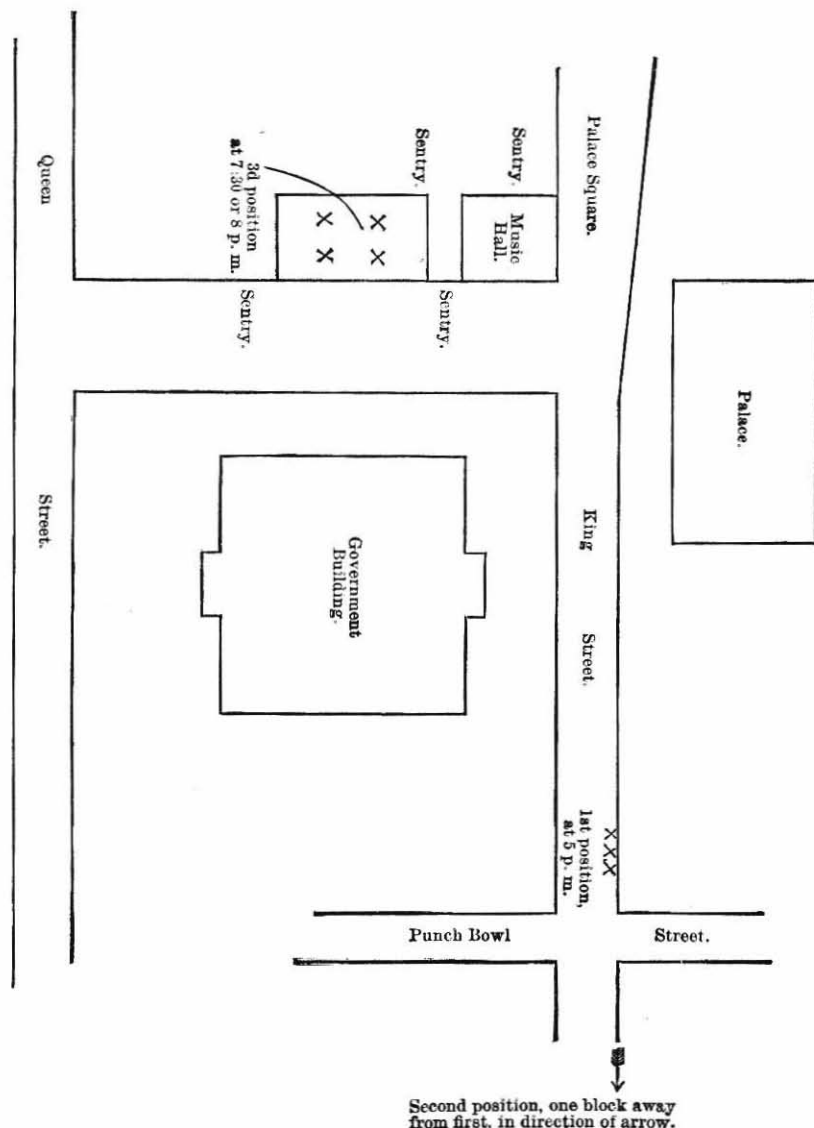 Palace Square.
Sentry.
Sentry.
Music
Hall.
3d position
at 7:30 or 8 p. m.
Sentry.
Sentry.
Queen
Street.
Palace.
King
Street.
Government
Building.
1st position,
at 5 p. m.
X X X
X X
X X
Punch Bowl
Street.
Second position, one block away
from first, in direction of arrow.